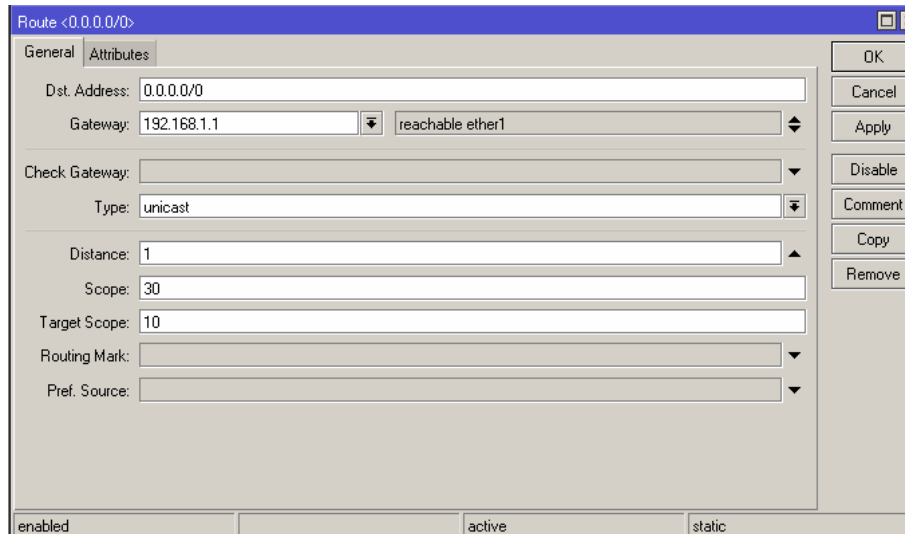 Route <0.0.0.0/0>
General Attributes
OK
Dst. Address: 0.0.0.0/0
Cancel
Gateway: 192.168.1.1 reachable ether1
Apply
Check Gateway:
Disable
Type: unicast
Comment
Copy
Distance: 1
Remove
Scope: 30
Target Scope: 10
Routing Mark:
Pref. Source:
enabled active static